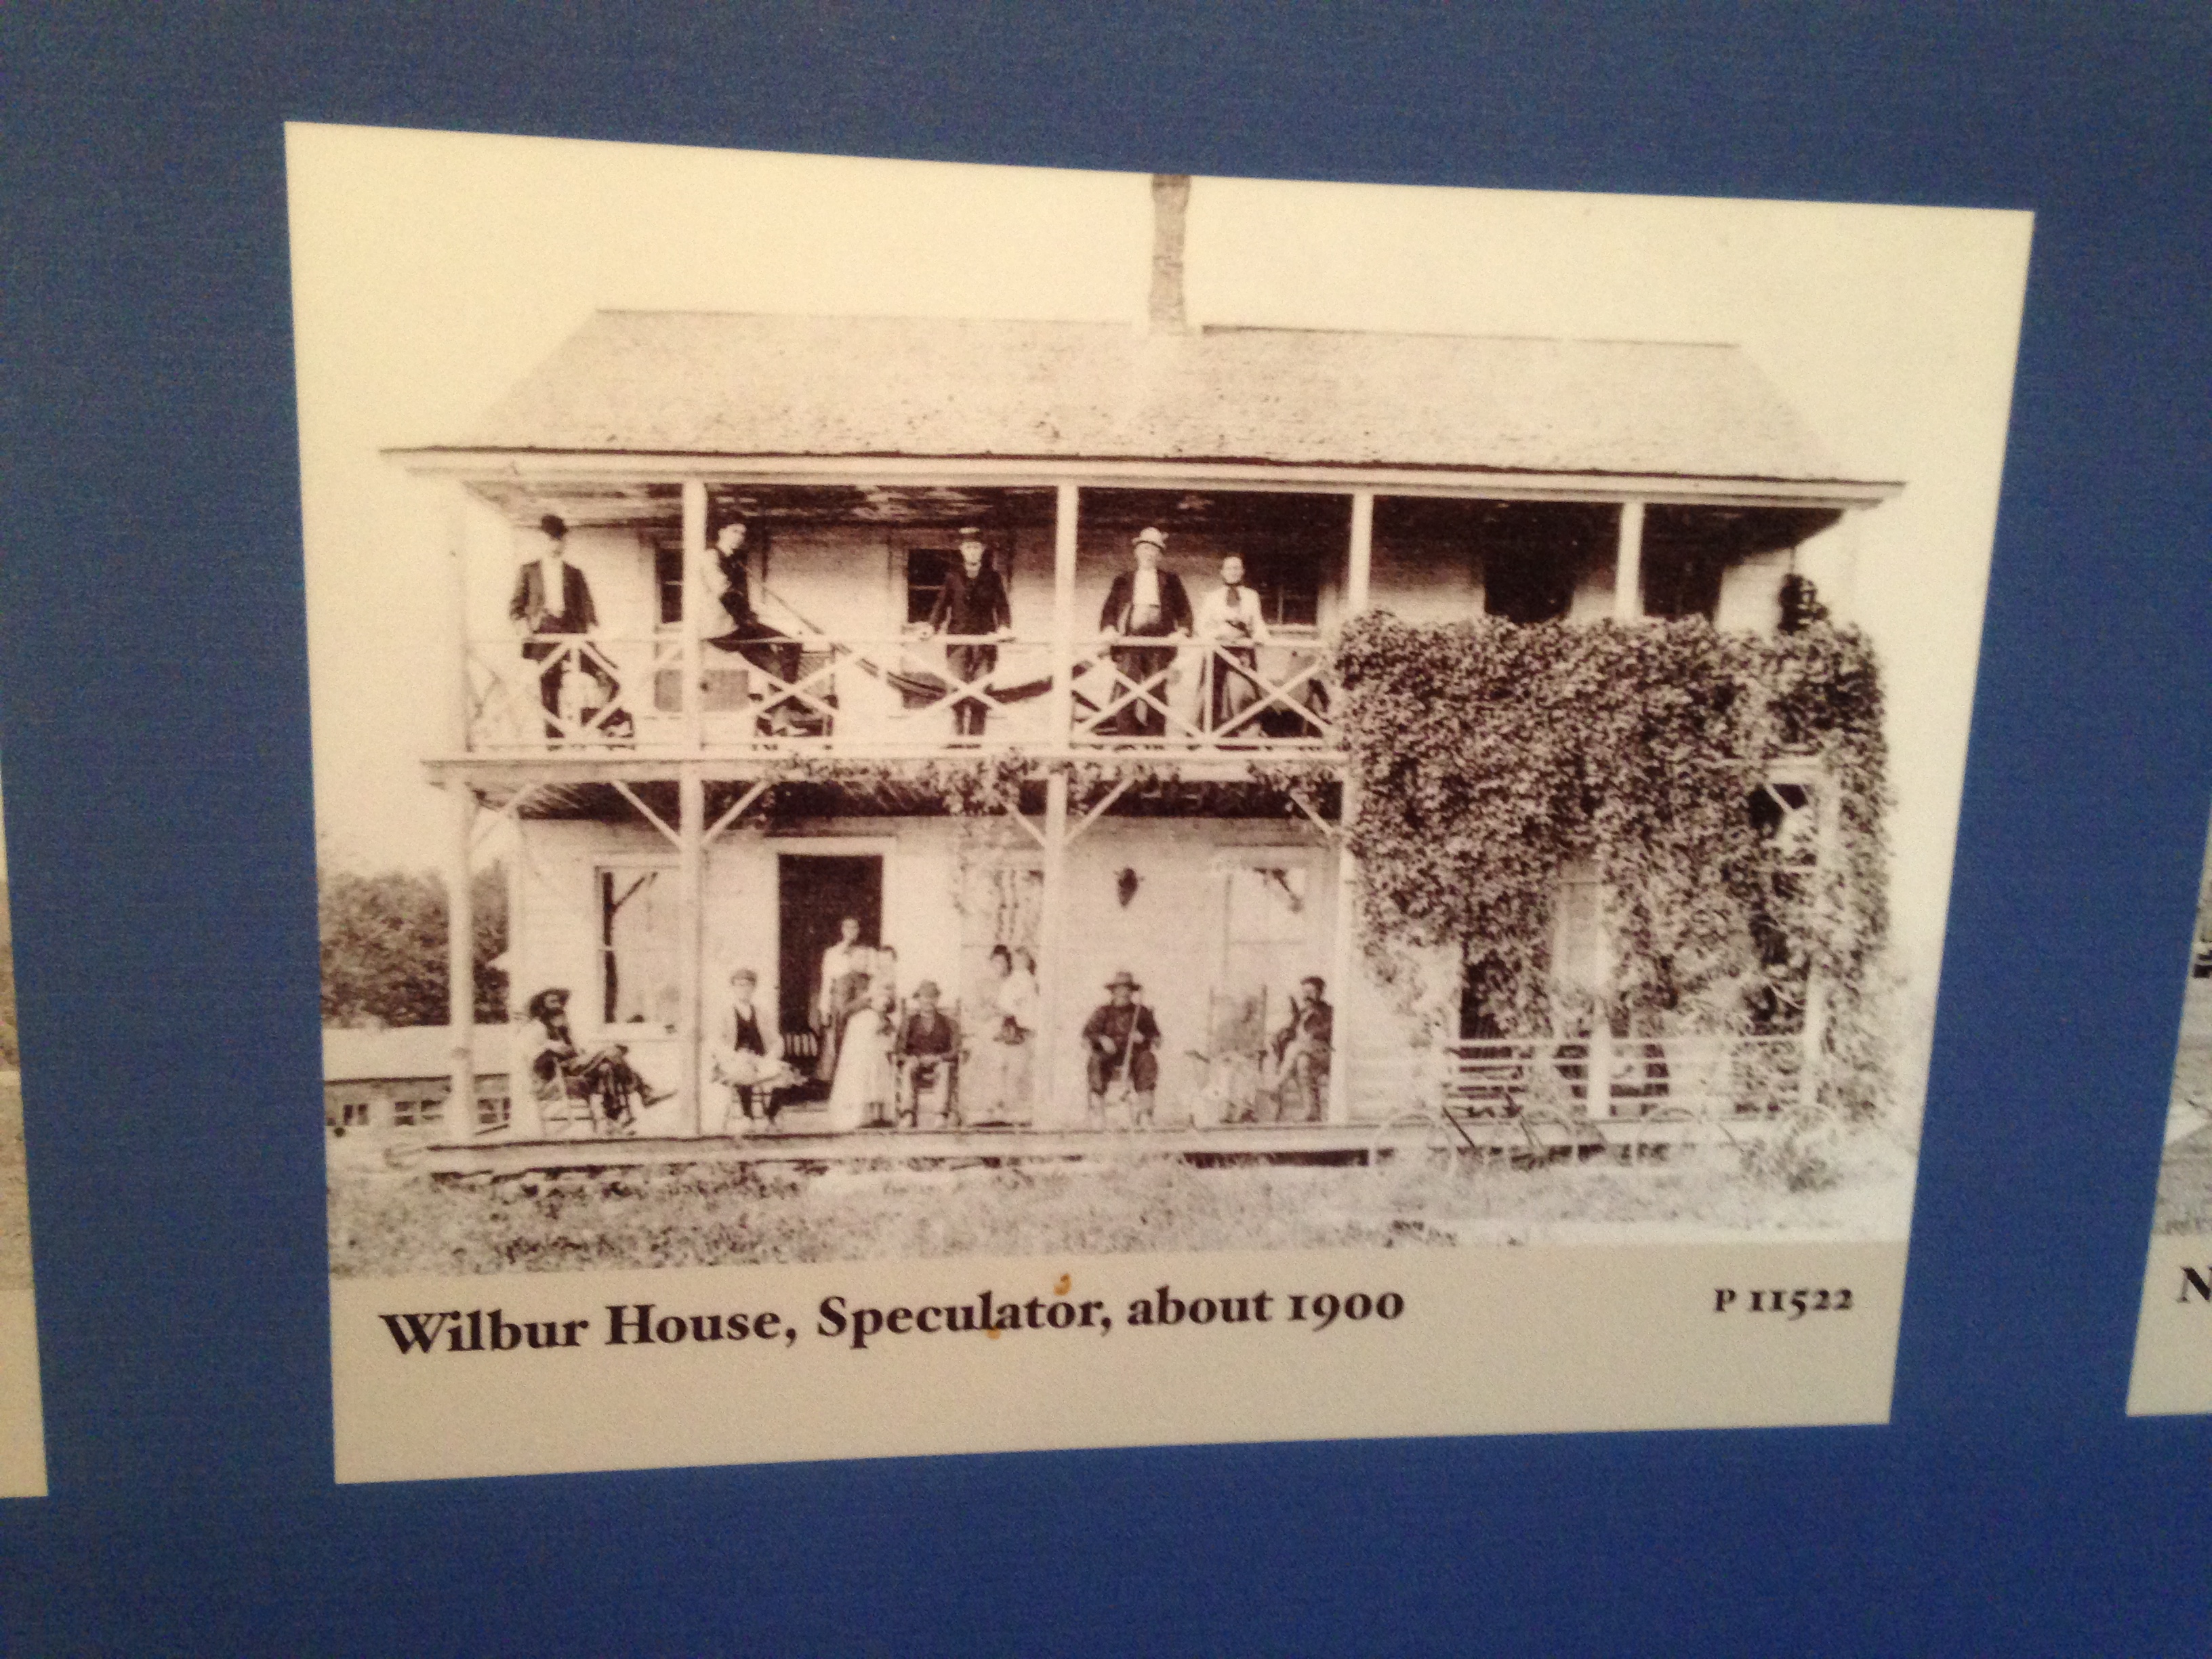 Wilbur House, Speculator, about 1900 P 11522
N